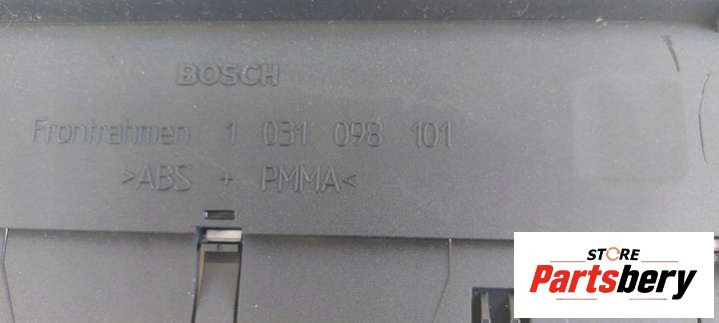 BOSCH
Frontrahmen 1 031 098 101
>ABS + PMMA<
STORE
Partsbery